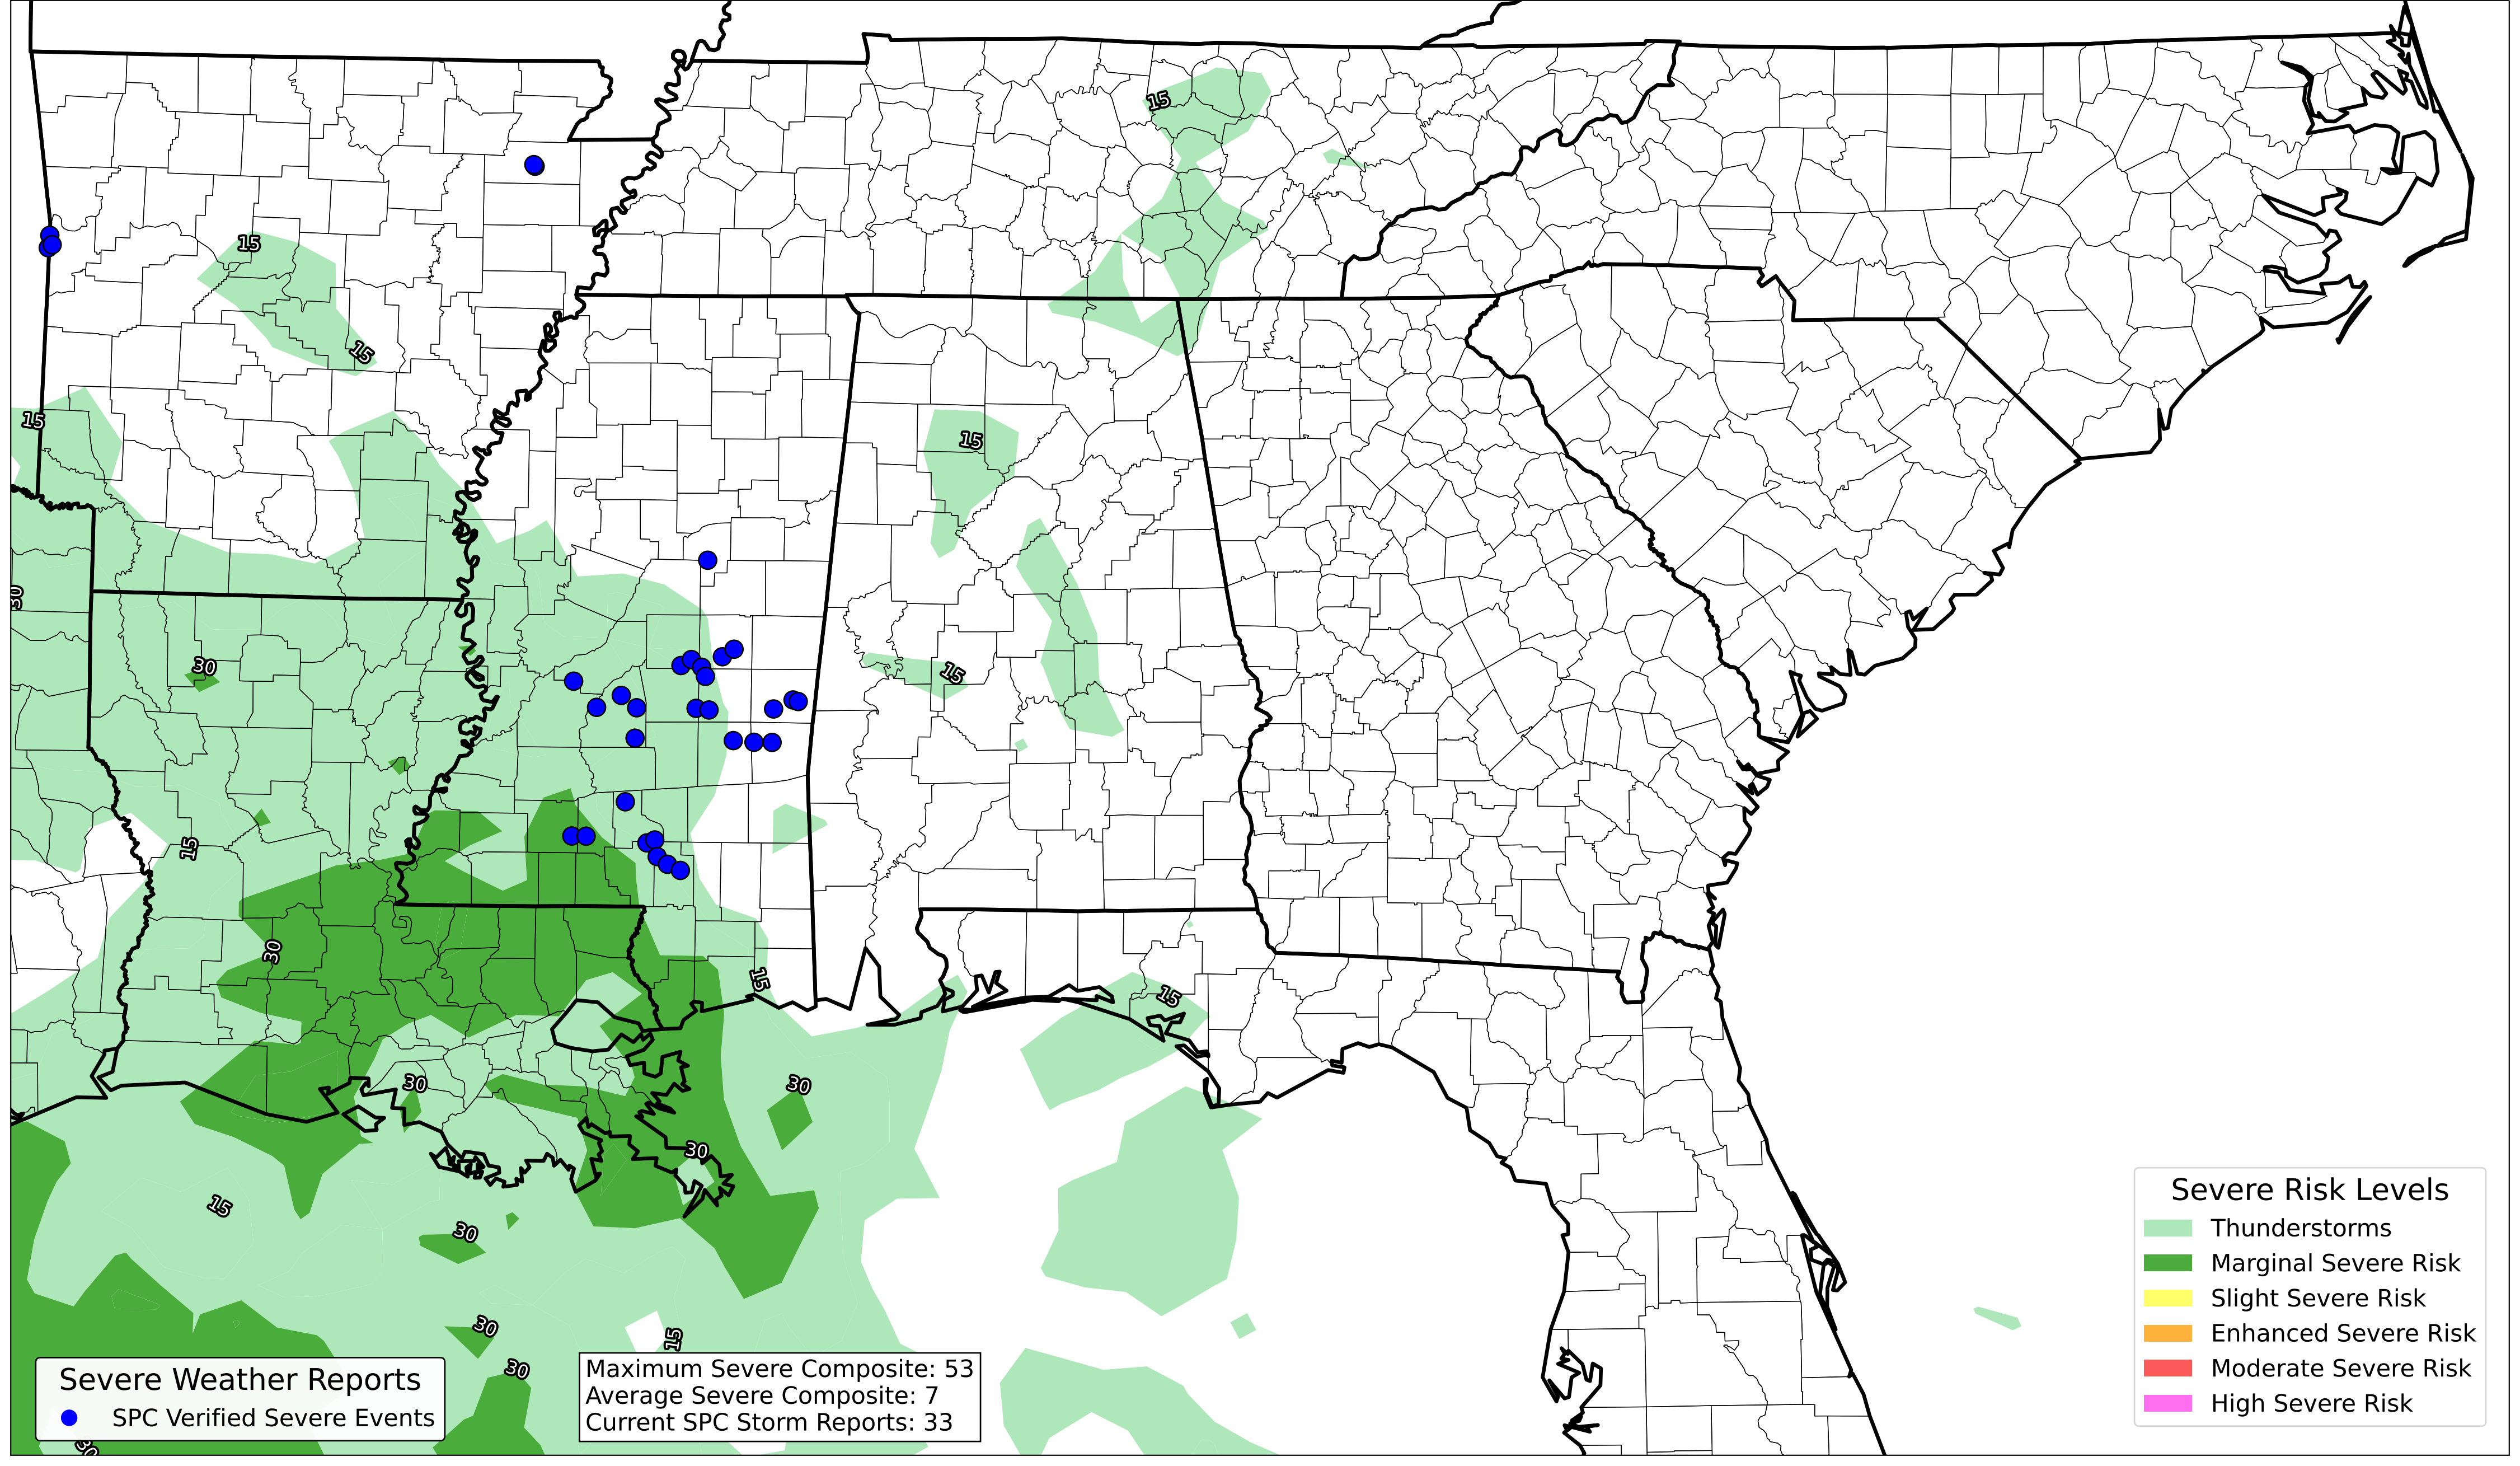 15
15
15
15
15
30
30
15
15
30
15
15
30
30
30
15
30
30
15
30
30
Severe Weather Reports
SPC Verified Severe Events
Maximum Severe Composite: 53
Average Severe Composite: 7
Current SPC Storm Reports: 33
Severe Risk Levels
Thunderstorms
Marginal Severe Risk
Slight Severe Risk
Enhanced Severe Risk
Moderate Severe Risk
High Severe Risk